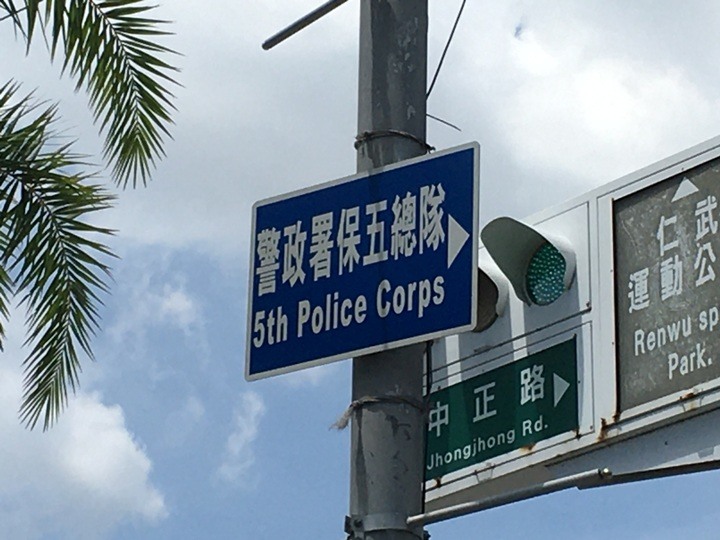 警政署保五總隊
5th Police Corps
中正路
Jhongjhong Rd.
仁武
運動公
Renwu sp
Park.